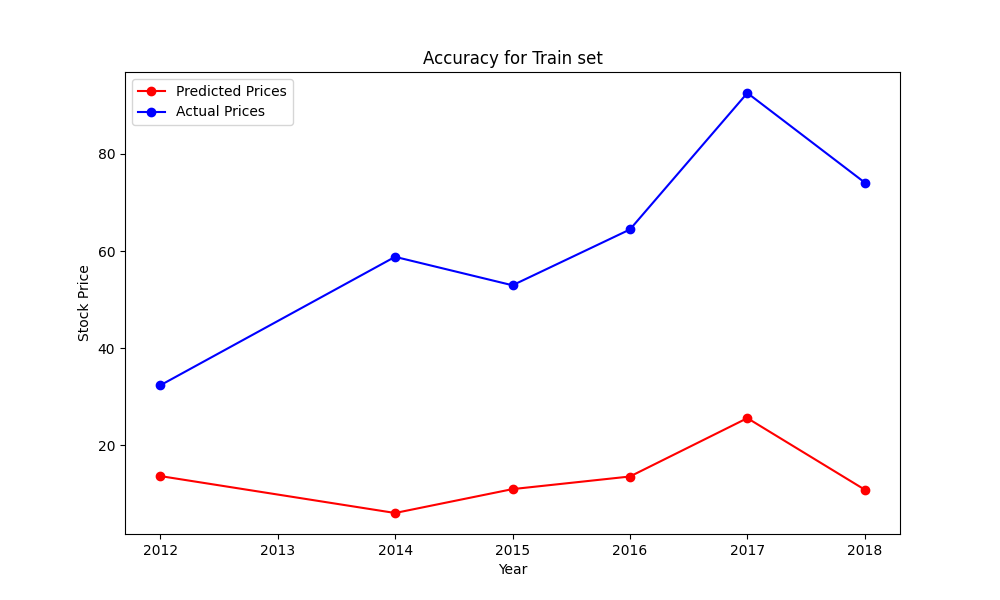 Accuracy for Train set
Predicted Prices
Actual Prices
80
60
40
20
Stock Price
2012 2013 2014 2015 2016 2017 2018
Year